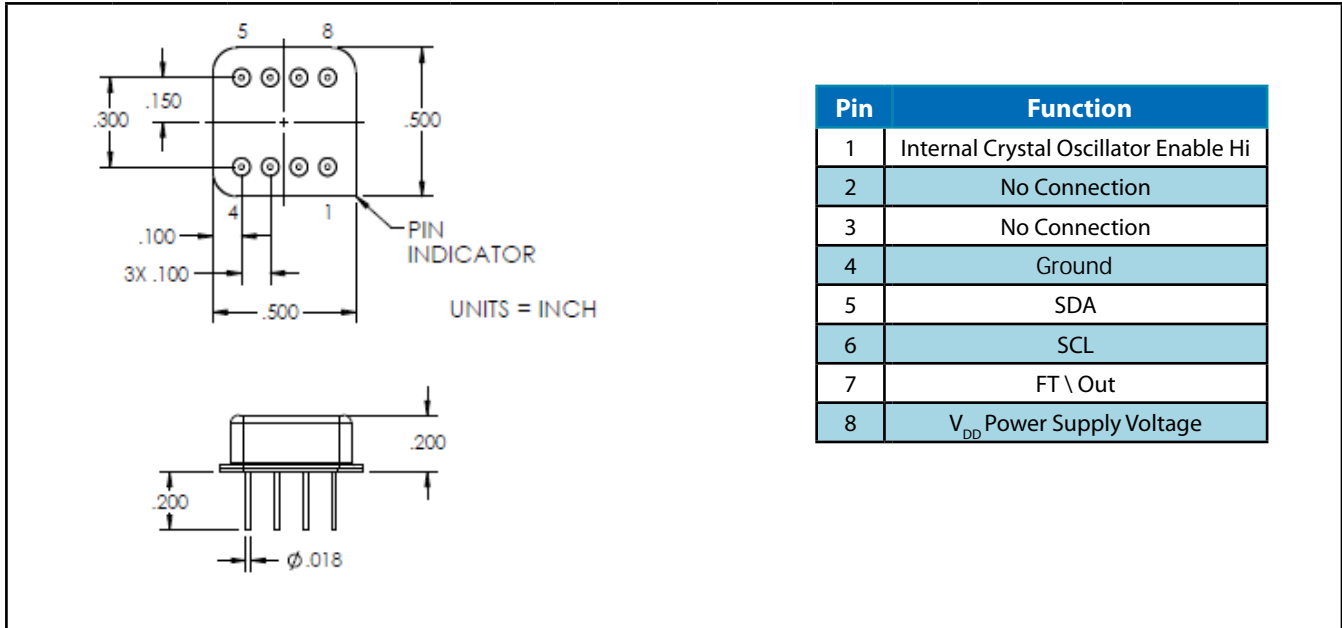 5 8
.150
.300
.500
4 1
.100
PIN
INDICATOR
3X .100
.500
UNITS = INCH
.200
.200
Ø.018
Pin Function
1 Internal Crystal Oscillator Enable Hi
2 No Connection
3 No Connection
4 Ground
5 SDA
6 SCL
7 FT \ Out
8 VDD Power Supply Voltage